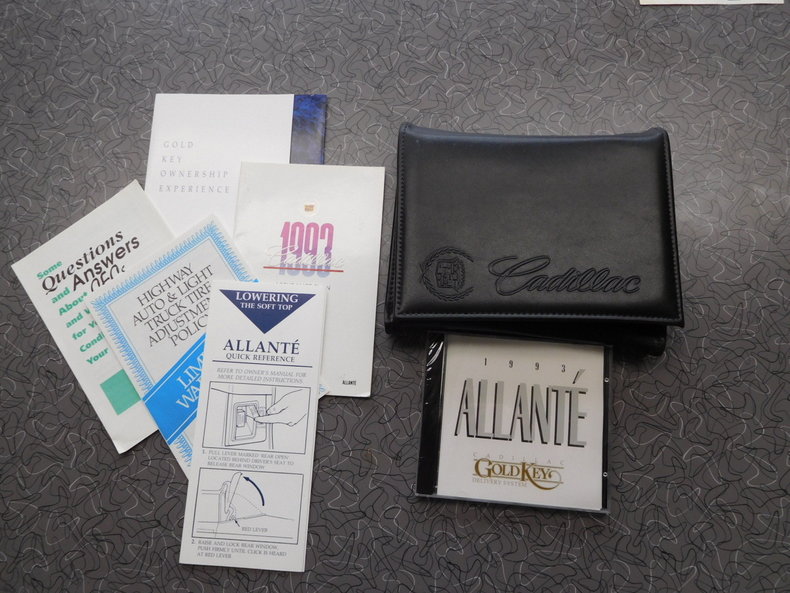 GOLD
KEY
OWNERSHIP
EXPERIENCE
Some
Questions
and Answers
and
for
Your
HIGHWAY
AUTO & LIGHT
TRUCK TIRE
ADJUSTMENT
1993
Cadillac
ALLANTE
LOWERING
THE SOFT TOP
ALLANTÉ
QUICK REFERENCE
REFER TO OWNER'S MANUAL FOR
MORE DETAILED INSTRUCTIONS.
1. PULL LEVER MARKED "REAR OPEN"
LOCATED BEHIND DRIVER'S SEAT TO
RELEASE REAR WINDOW
RED LEVER
2. RAISE AND LOCK REAR WINDOW.
PUSH FIRMLY UNTIL CLICK IS HEARD
AT RED LEVER
Cadillac
1993
ALLANTÉ
CADILLAC
GOLDKEY
DELIVERY SYSTEM